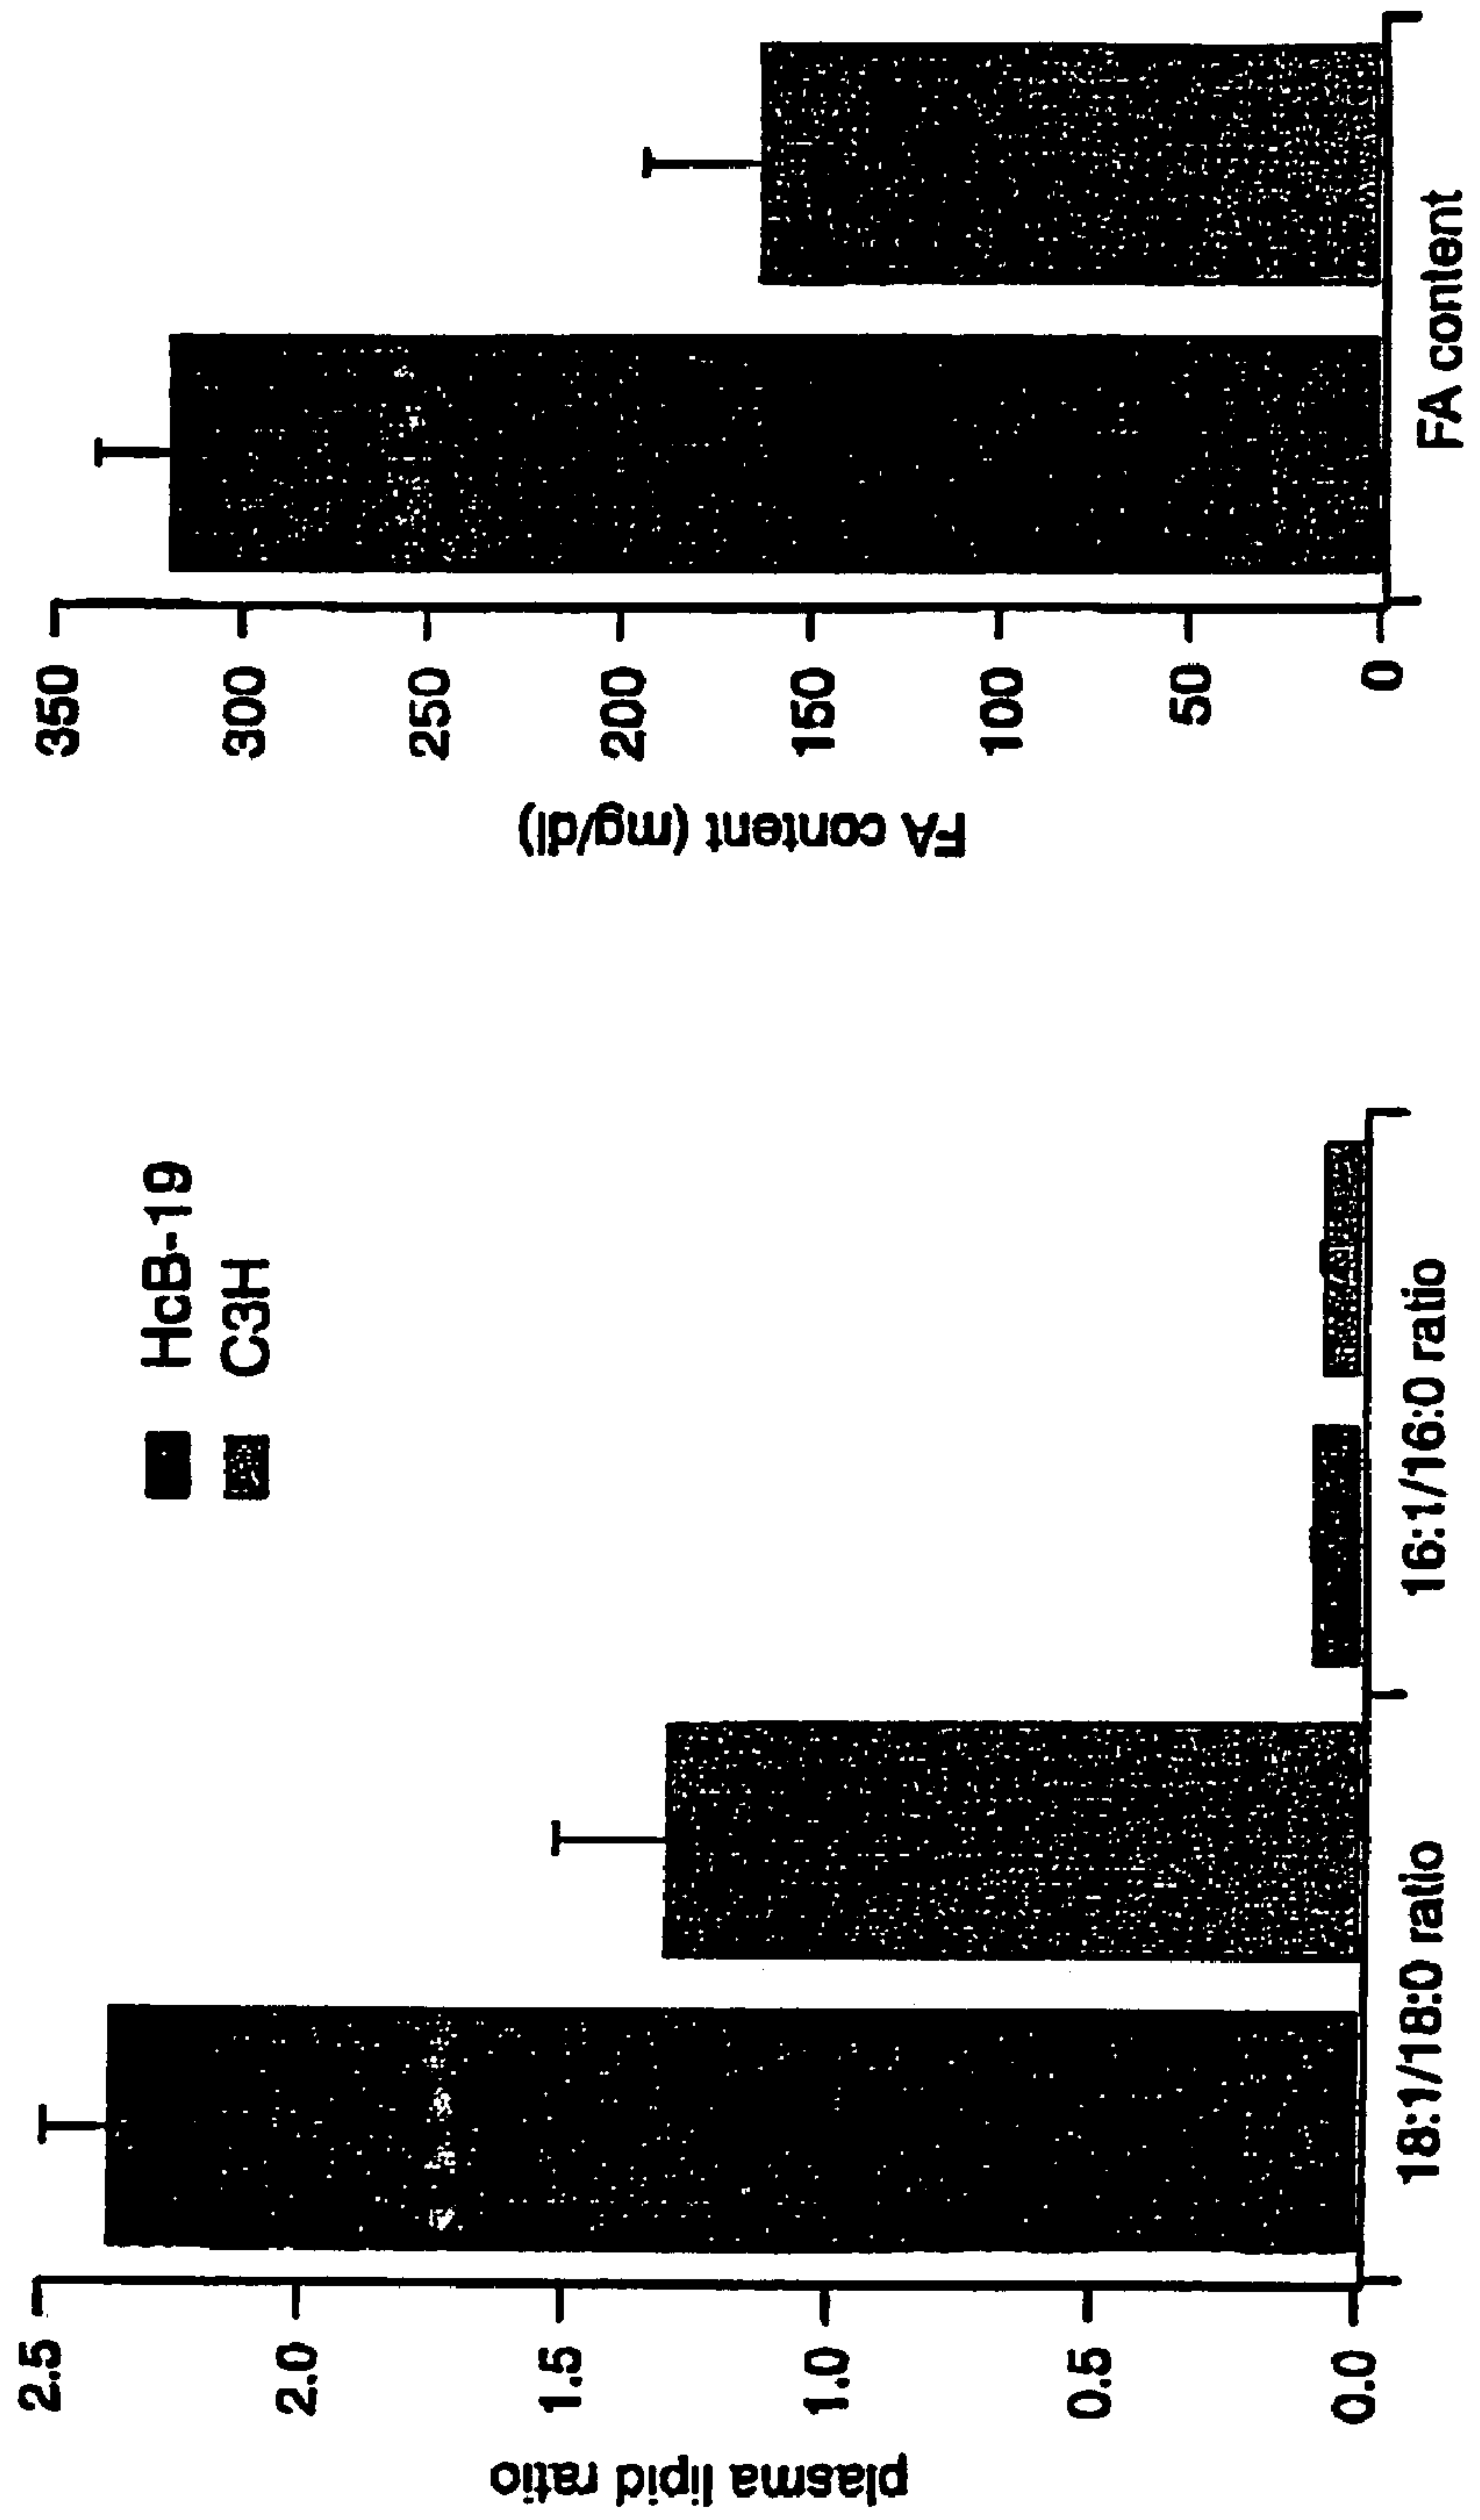 plasma lipid ratio
2.5
2.0
1.5
1.0
0.5
0.0
18:1/18:0 ratio
16:1/16:0 ratio
HcB-19
C3H
FA content (mg/dl)
350
300
250
200
150
100
50
0
FA content